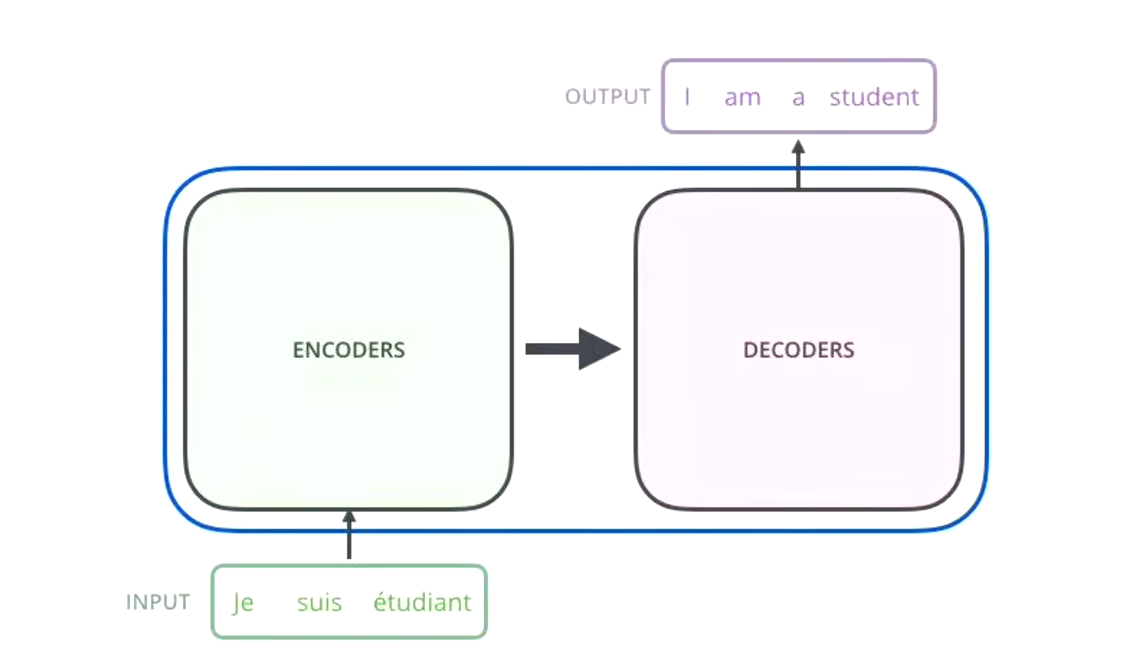 OUTPUT I am a student
ENCODERS DECODERS
INPUT Je suis étudiant